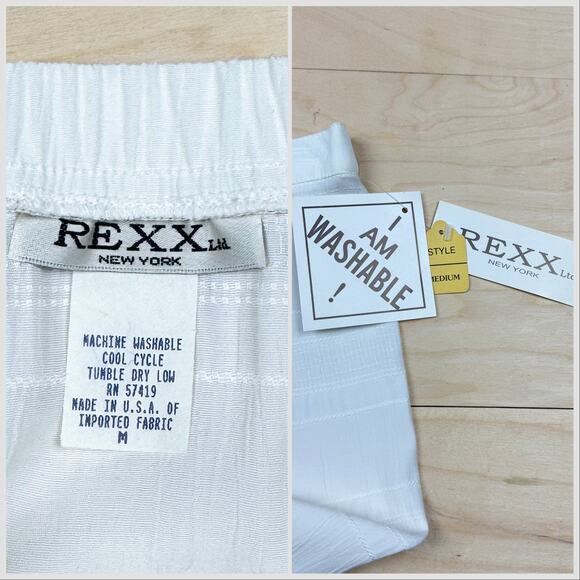 REXX Ltd.
NEW YORK
MACHINE WASHABLE
COOL CYCLE
TUMBLE DRY LOW
RN 57419
MADE IN U.S.A. OF
IMPORTED FABRIC
M
I
AM
WASHABLE
!
STYLE
MEDIUM
REXX Ltd
NEW YORK